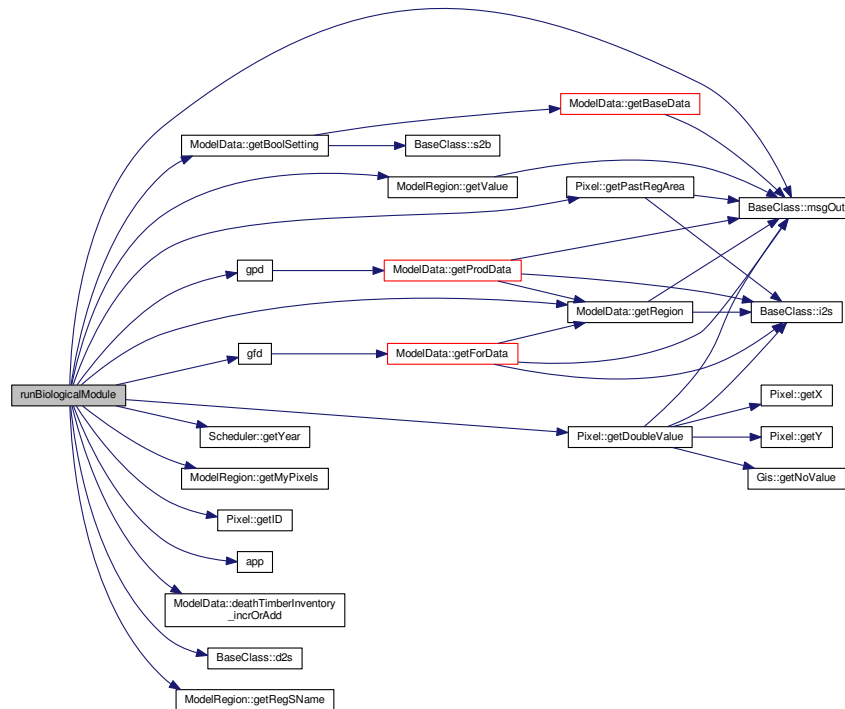 ModelData::getBaseData
ModelData::getBoolSetting
BaseClass::s2b
ModelRegion::getValue
Pixel::getPastRegArea
BaseClass::msgOut
gpd
ModelData::getProdData
ModelData::getRegion
BaseClass::i2s
gfd
ModelData::getForData
runBiologicalModule
Pixel::getX
Scheduler::getYear
Pixel::getDoubleValue
Pixel::getY
ModelRegion::getMyPixels
Gis::getNoValue
Pixel::getID
app
ModelData::deathTimberInventory
_incrOrAdd
BaseClass::d2s
ModelRegion::getRegSName